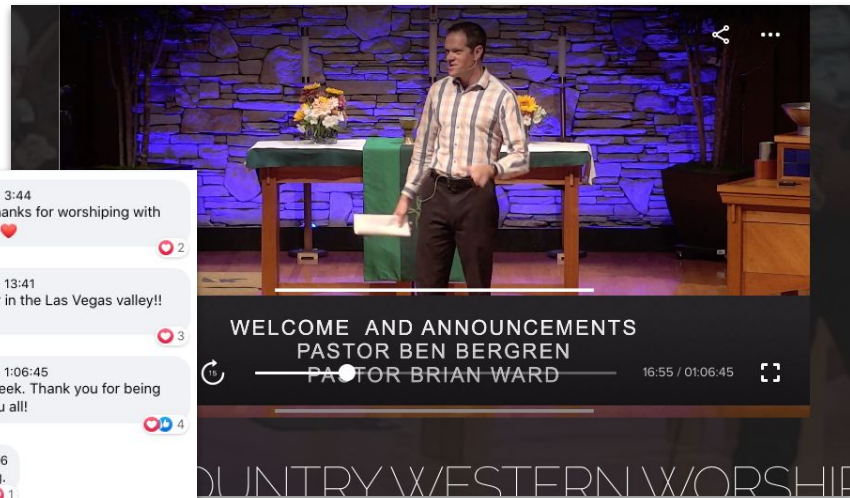 WELCOME AND ANNOUNCEMENTS
PASTOR BEN BERGREN
PASTOR BRIAN WARD
15
16:55 / 01:06:45
3:44
anks for worshiping with
2
13:41
in the Las Vegas valley!!
3
1:06:45
eek. Thank you for being
all!
4
6
1
OUNTRY WESTERN WORSHIP